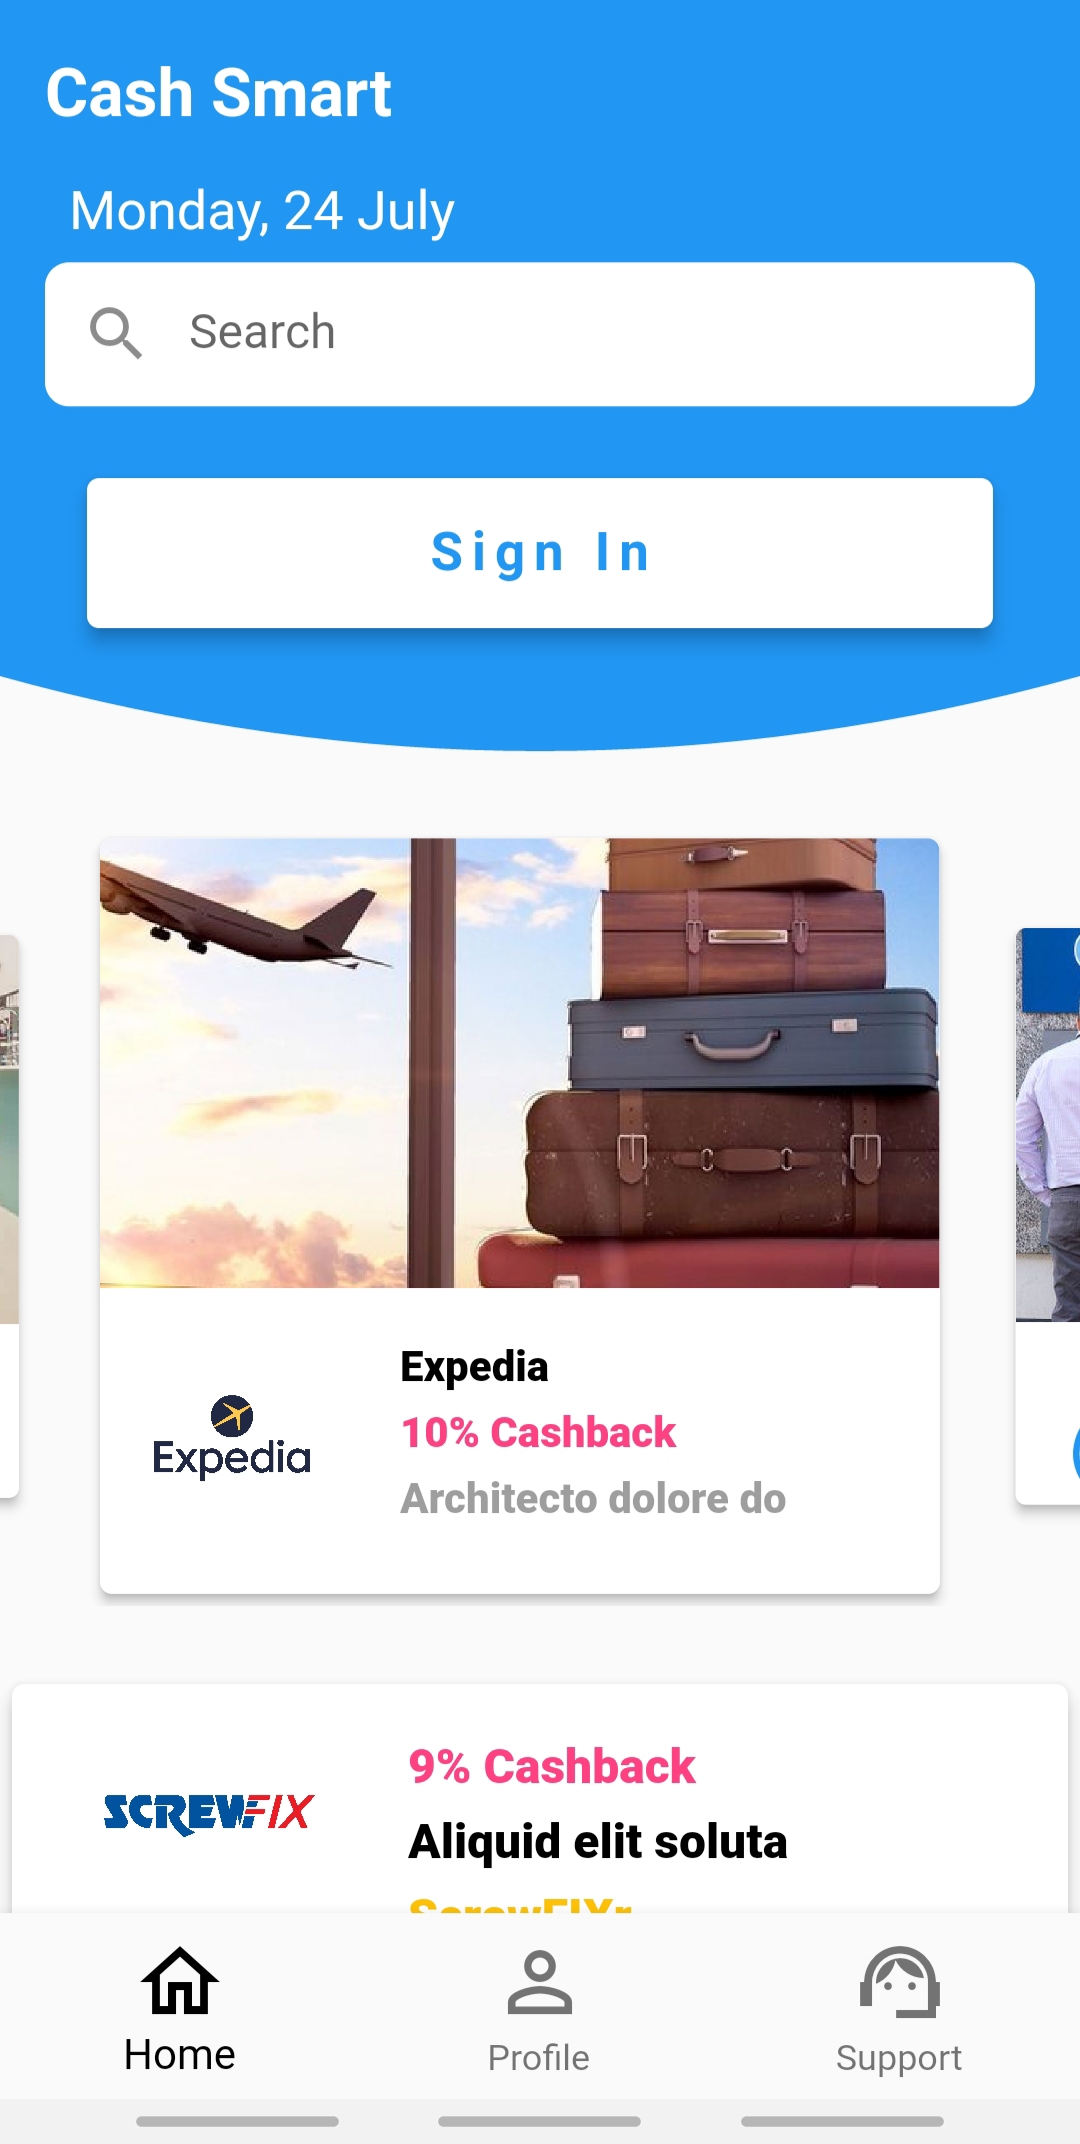 Cash Smart
Monday, 24 July
Search
Sign In
Expedia
Expedia
10% Cashback
Architecto dolore do
SCREWFIX
9% Cashback
Aliquid elit soluta
ScrewFIXr
Home
Profile
Support